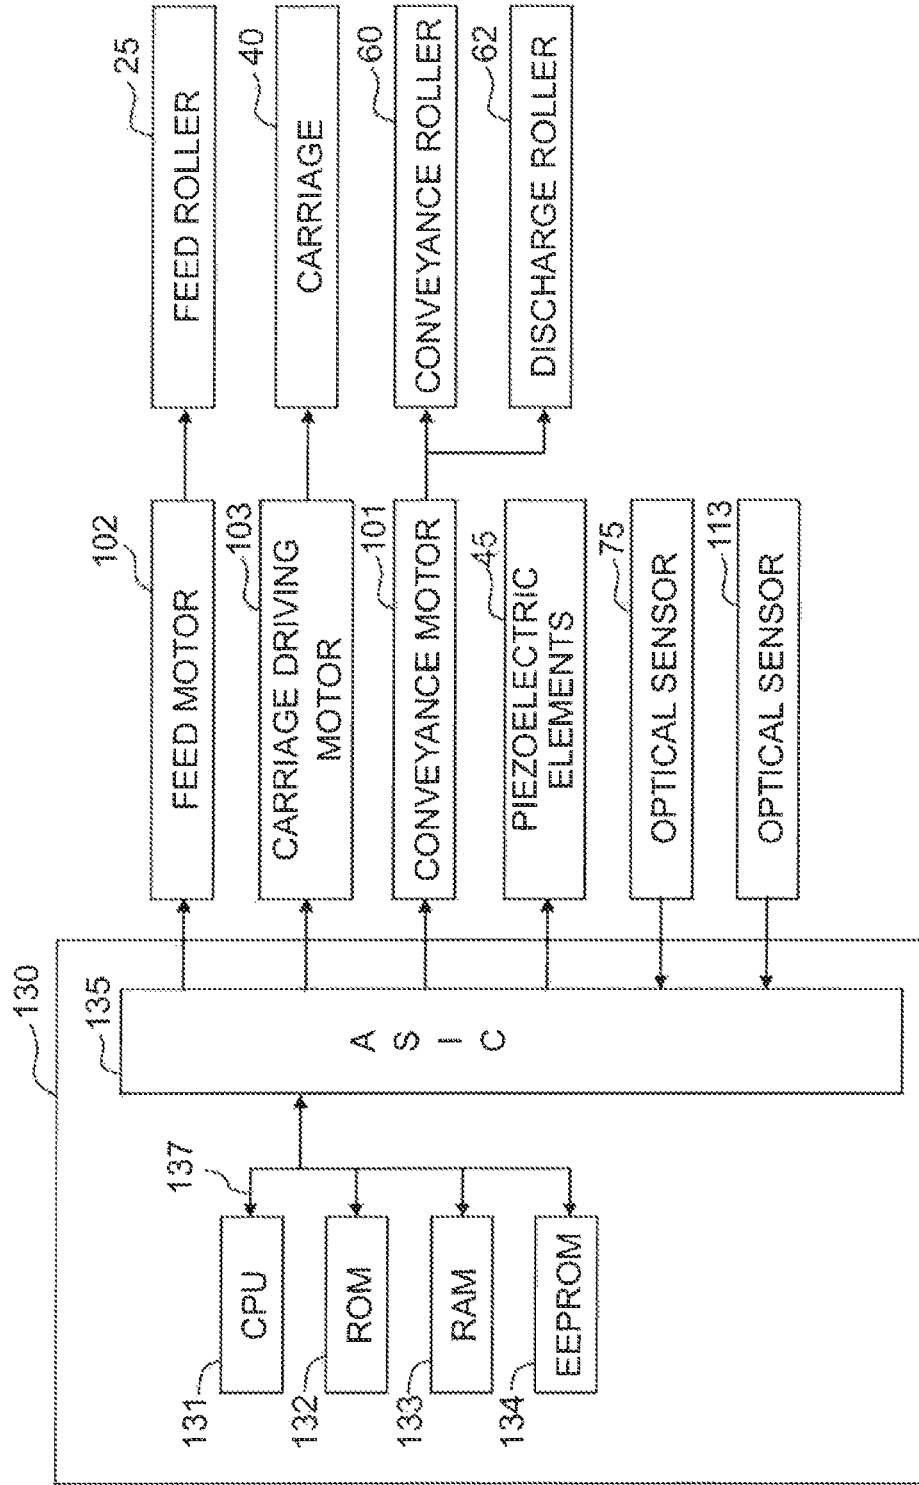 130
135
ASIC
137
131
CPU
132
ROM
133
RAM
134
EEPROM
102
FEED MOTOR
25
FEED ROLLER
103
CARRIAGE DRIVING
MOTOR
40
CARRIAGE
101
CONVEYANCE MOTOR
60
CONVEYANCE ROLLER
62
DISCHARGE ROLLER
45
PIEZOELECTRIC
ELEMENTS
75
OPTICAL SENSOR
113
OPTICAL SENSOR